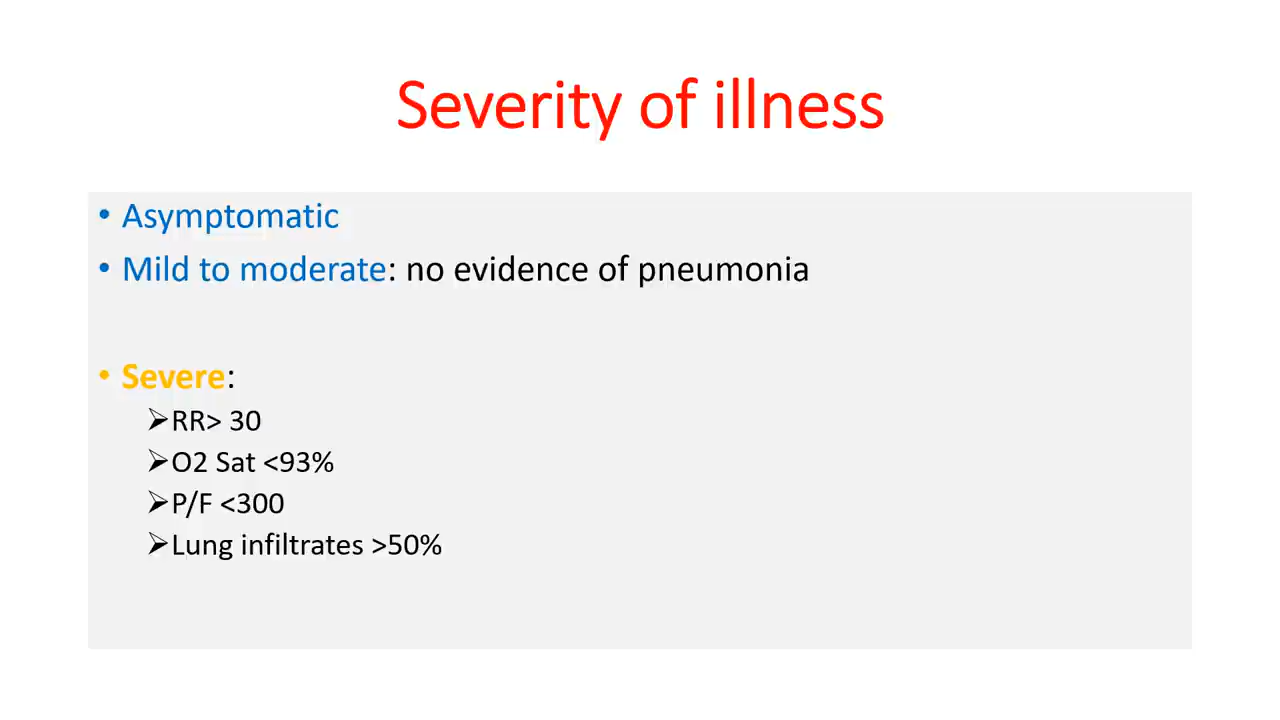 Severity of illness
• Asymptomatic
• Mild to moderate: no evidence of pneumonia
• Severe:
➢RR> 30
➢O2 Sat <93%
➢P/F <300
➢Lung infiltrates >50%